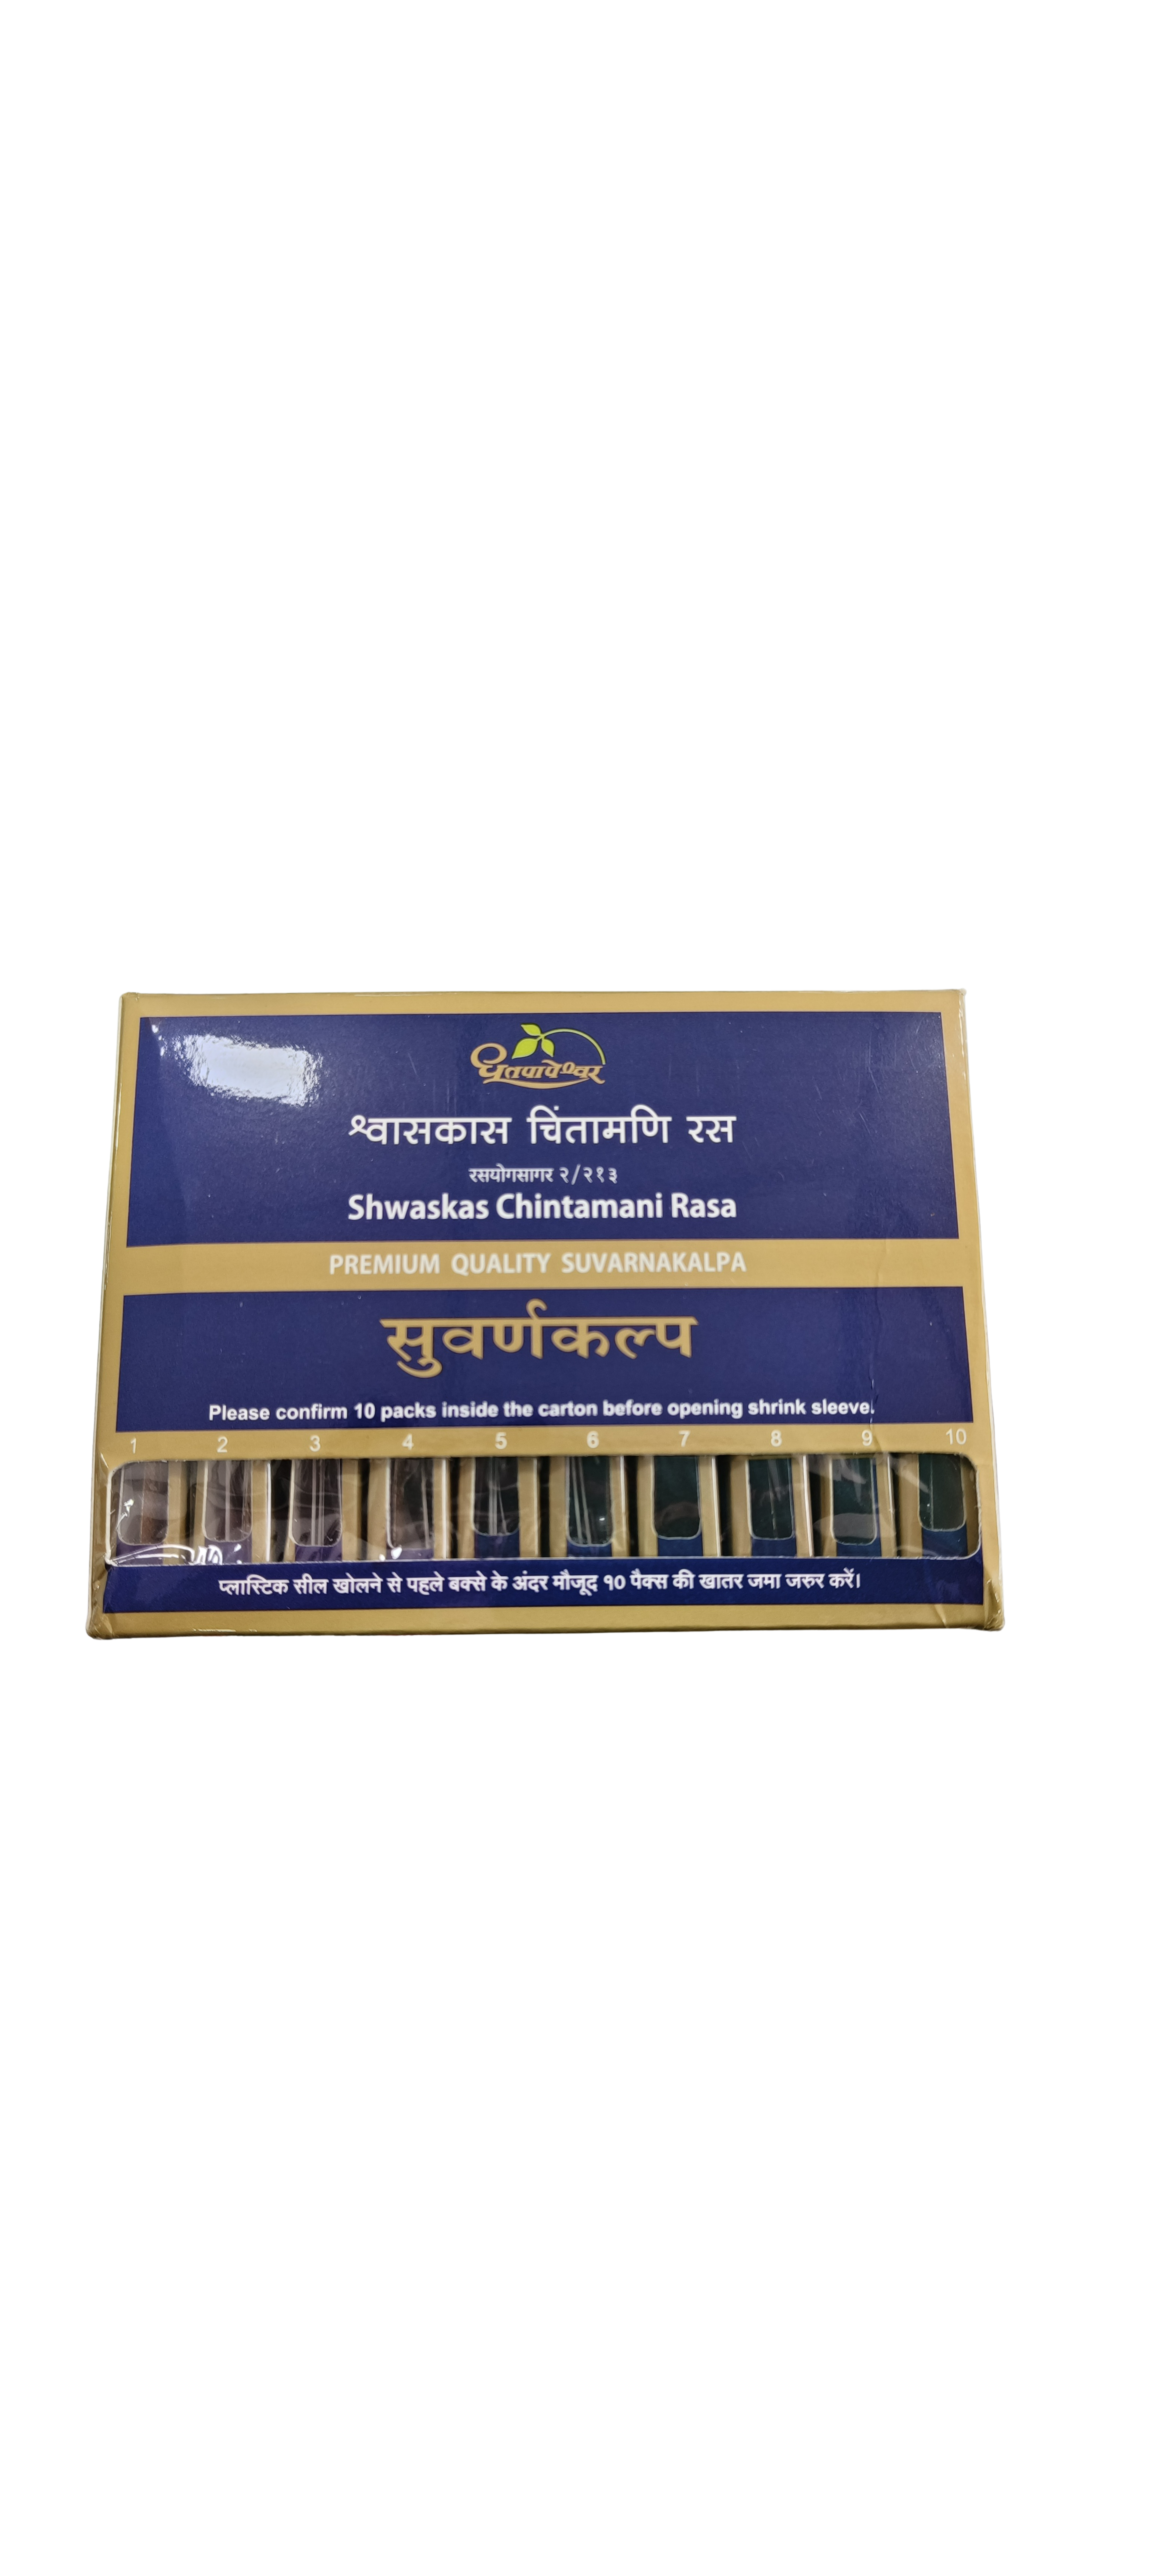 धूतपापेश्वर
श्वासकास चिंतामणि रस
रसयोगसागर २/२१३
Shwaskas Chintamani Rasa
PREMIUM QUALITY SUVARNAKALPA
सुवर्णकल्प
Please confirm 10 packs inside the carton before opening shrink sleeve.
1 2 3 4 5 6 7 8 9 10
प्लास्टिक सील खोलने से पहले बक्से के अंदर मौजूद १० पैक्स की खातर जमा जरुर करें।